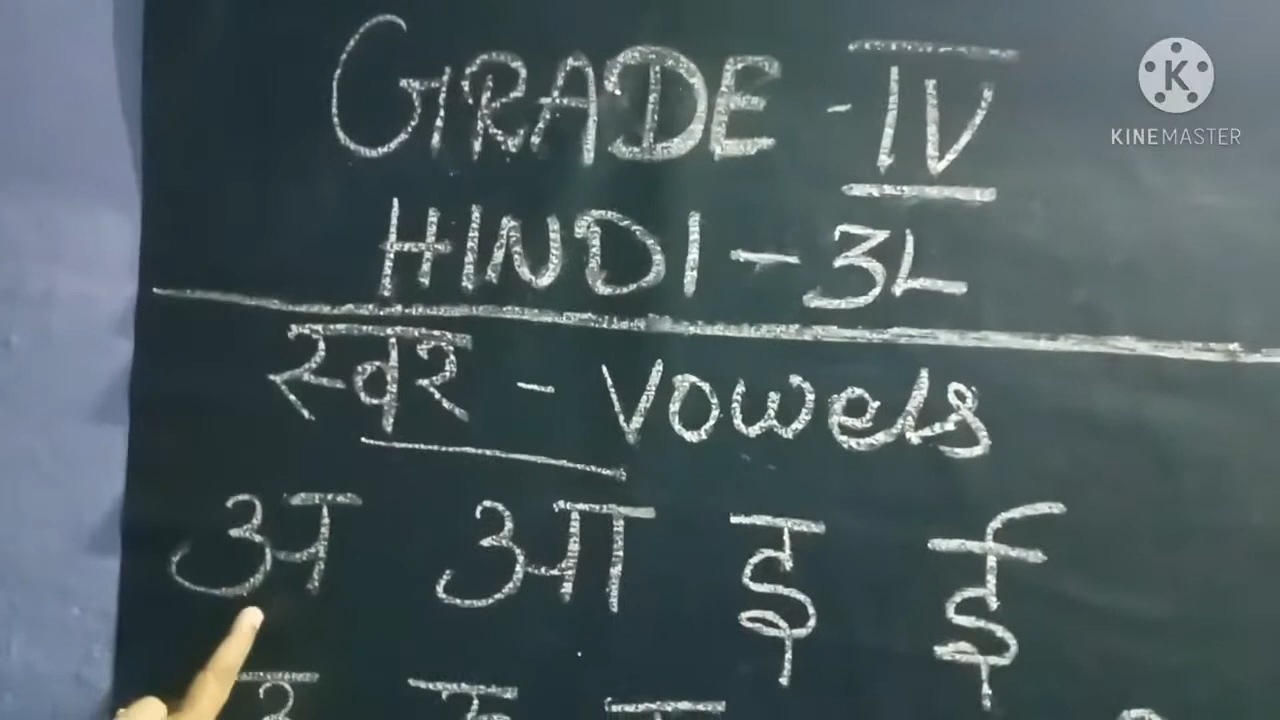 GRADE - IV
HINDI - 3L
स्वर - Vowels
अ आ इ ई
KINEMASTER